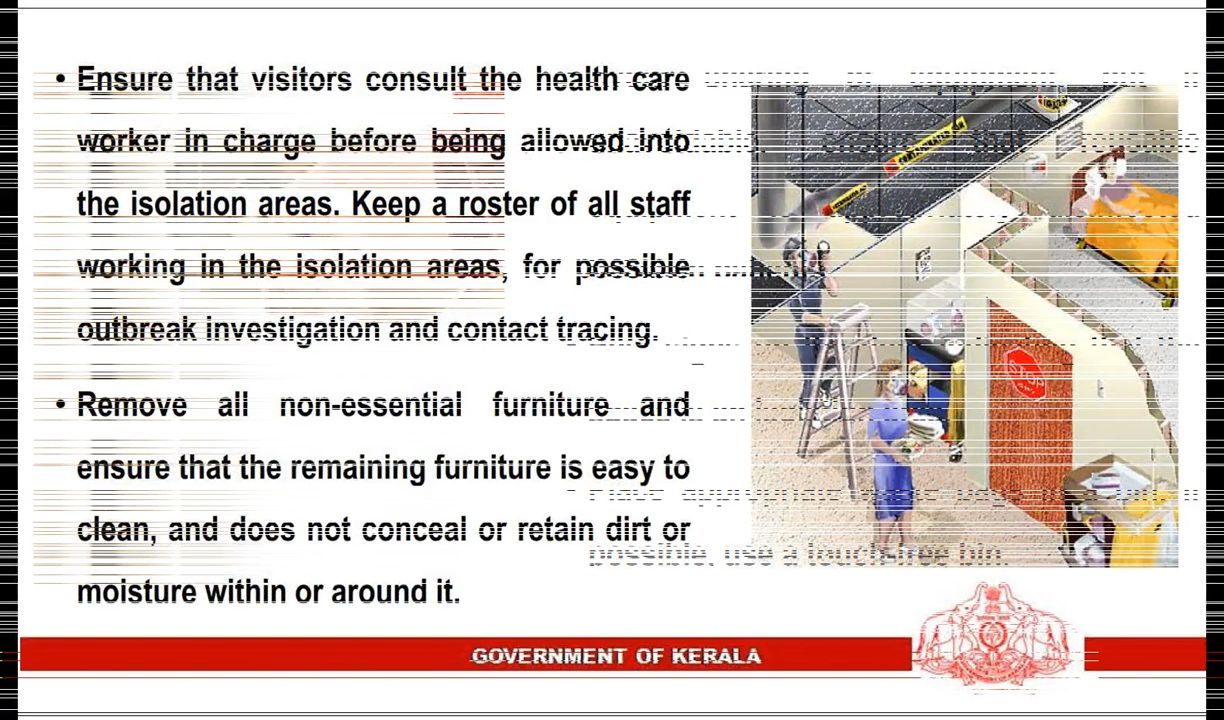 • Ensure that visitors consult the health care
worker in charge before being allowed into
the isolation areas. Keep a roster of all staff
working in the isolation areas, for possible
outbreak investigation and contact tracing.
• Remove all non-essential furniture and
ensure that the remaining furniture is easy to
clean, and does not conceal or retain dirt or
moisture within or around it.
possible, use a touch-free bin.
CONTAMINATED AIR
STOP
GOVERNMENT OF KERALA